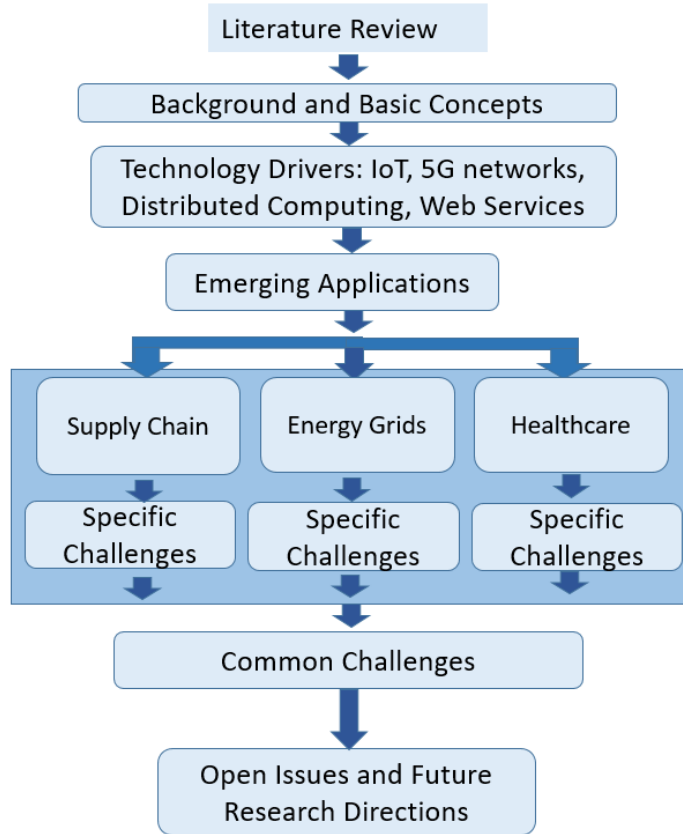 Literature Review
Background and Basic Concepts
Technology Drivers: IoT, 5G networks,
Distributed Computing, Web Services
Emerging Applications
Supply Chain
Energy Grids
Healthcare
Specific
Challenges
Specific
Challenges
Specific
Challenges
Common Challenges
Open Issues and Future
Research Directions